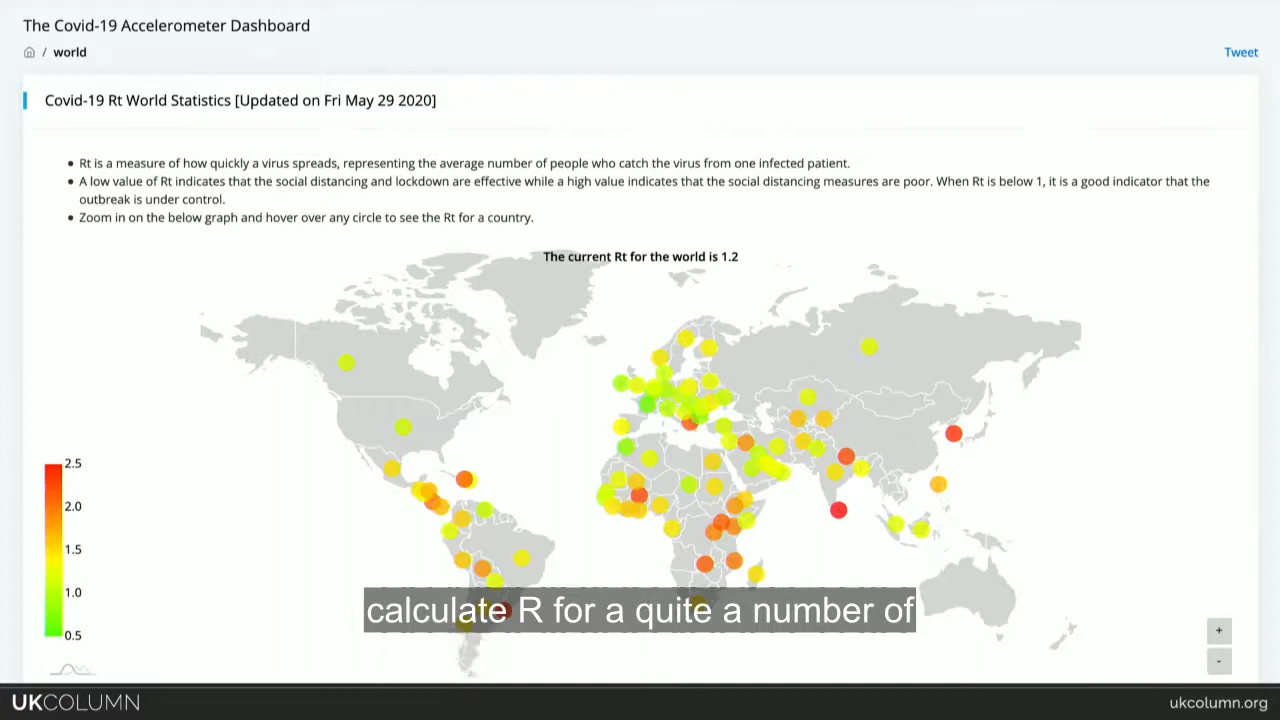 The Covid-19 Accelerometer Dashboard
/ world
Tweet
Covid-19 Rt World Statistics [Updated on Fri May 29 2020]
Rt is a measure of how quickly a virus spreads, representing the average number of people who catch the virus from one infected patient.
A low value of Rt indicates that the social distancing and lockdown are effective while a high value indicates that the social distancing measures are poor. When Rt is below 1, it is a good indicator that the
outbreak is under control.
Zoom in on the below graph and hover over any circle to see the Rt for a country.
The current Rt for the world is 1.2
2.5
2.0
1.5
1.0
0.5
calculate R for a quite a number of
+
-
UKCOLUMN
ukcolumn.org